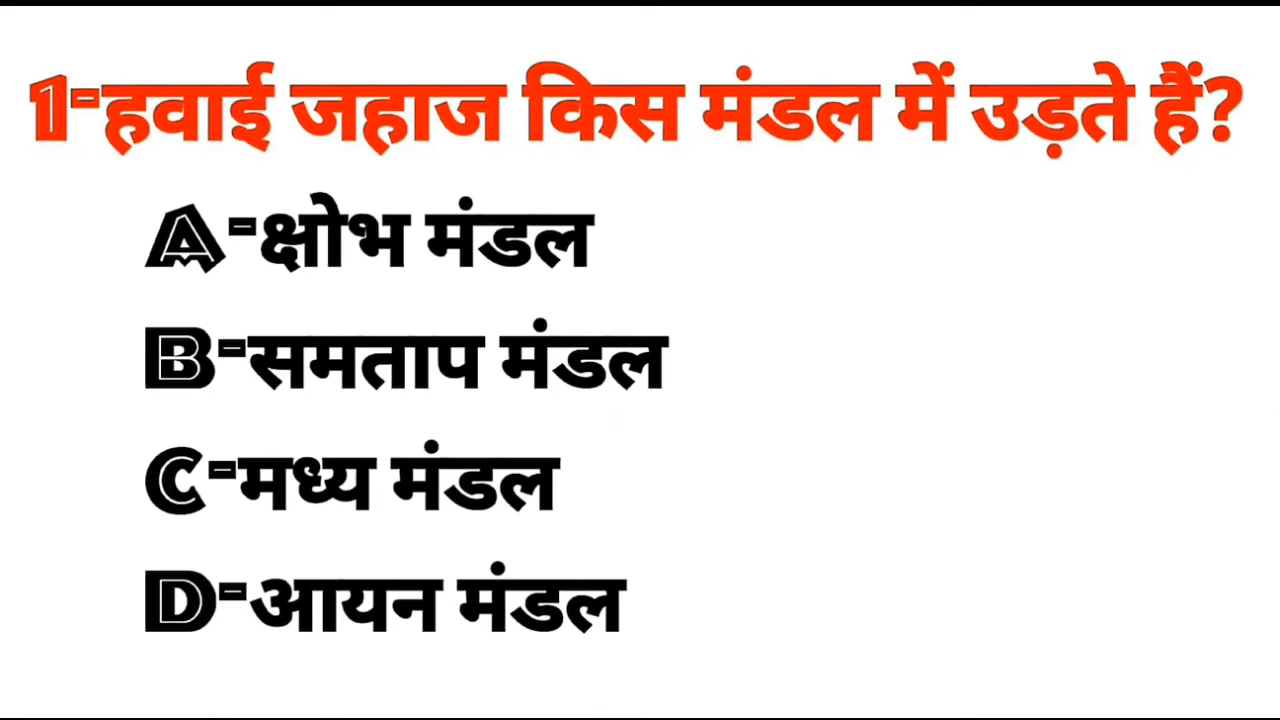 1-हवाई जहाज किस मंडल में उड़ते हैं?
A-क्षोभ मंडल
B-समताप मंडल
C-मध्य मंडल
D-आयन मंडल